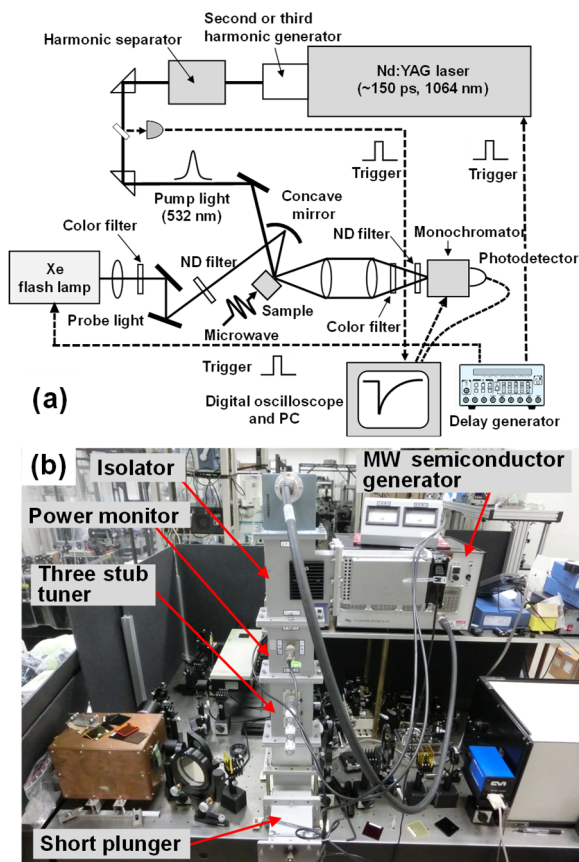 Harmonic separator
Second or third
harmonic generator
Nd:YAG laser
(~150 ps, 1064 nm)
Trigger
Trigger
Pump light
(532 nm)
Concave
mirror
Color filter
ND filter
Xe
flash lamp
Probe light
Sample
Microwave
ND filter
Color filter
Monochromator
Photodetector
Trigger
Digital oscilloscope
and PC
Delay generator
(a)
(b)
Isolator
MW semiconductor
generator
Power monitor
Three stub
tuner
Short plunger
CVI